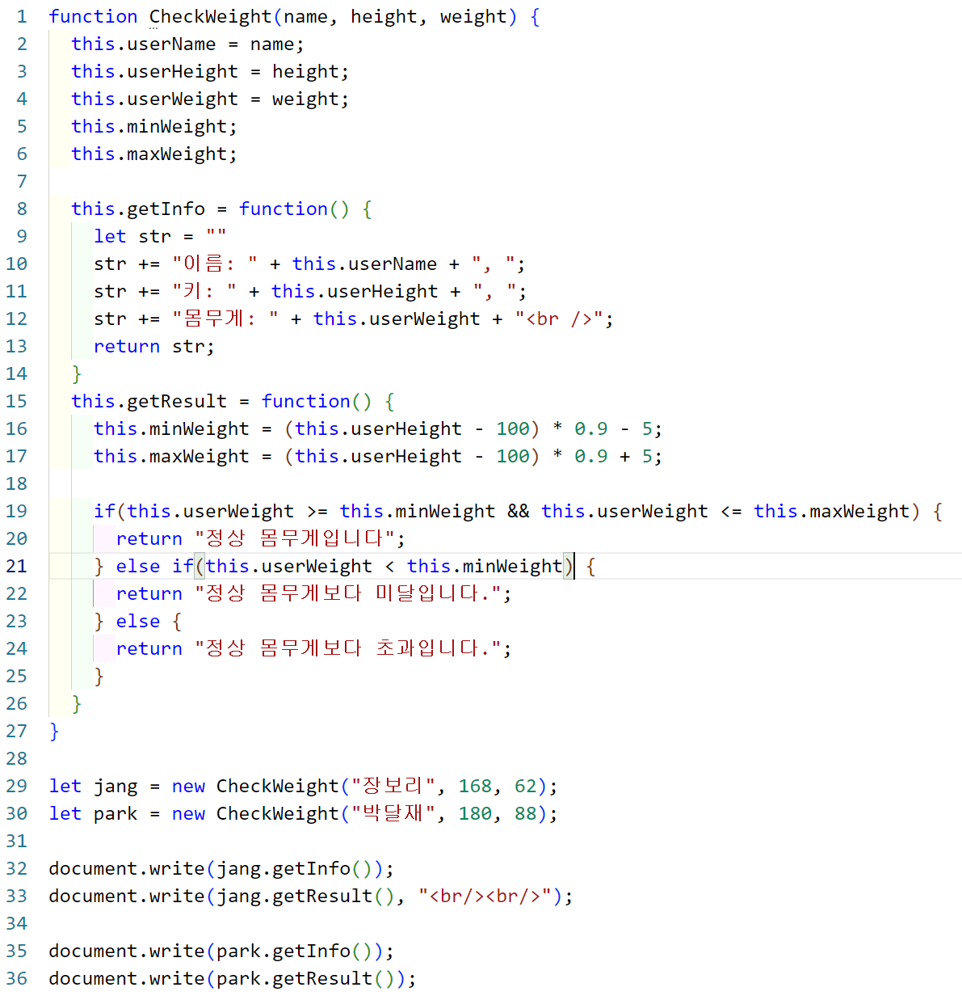 1 function CheckWeight(name, height, weight) {
2 this.userName = name;
3 this.userHeight = height;
4 this.userWeight = weight;
5 this.minWeight;
6 this.maxWeight;
7
8 this.getInfo = function() {
9 let str = ""
10 str += "이름: " + this.userName + ", ";
11 str += "키: " + this.userHeight + ", ";
12 str += "몸무게: " + this.userWeight + "<br />";
13 return str;
14 }
15 this.getResult = function() {
16 this.minWeight = (this.userHeight - 100) * 0.9 - 5;
17 this.maxWeight = (this.userHeight - 100) * 0.9 + 5;
18
19 if(this.userWeight >= this.minWeight && this.userWeight <= this.maxWeight) {
20 return "정상 몸무게입니다";
21 } else if(this.userWeight < this.minWeight) {
22 return "정상 몸무게보다 미달입니다.";
23 } else {
24 return "정상 몸무게보다 초과입니다.";
25 }
26 }
27 }
28
29 let jang = new CheckWeight("장보리", 168, 62);
30 let park = new CheckWeight("박달재", 180, 88);
31
32 document.write(jang.getInfo());
33 document.write(jang.getResult(), "<br/><br/>");
34
35 document.write(park.getInfo());
36 document.write(park.getResult());